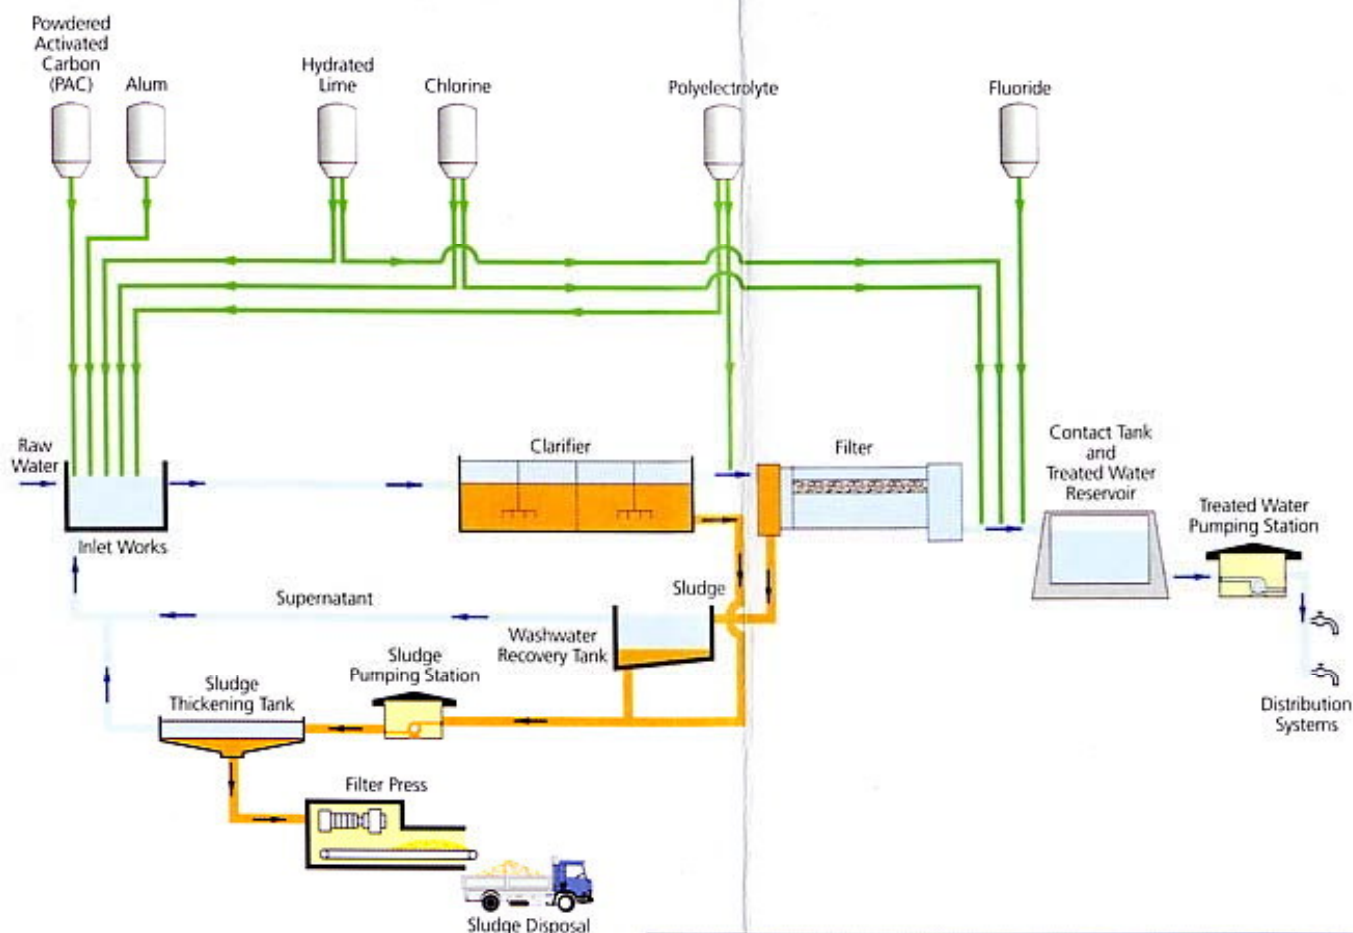 Powdered
Activated
Carbon
(PAC)
Alum
Hydrated
Lime
Chlorine
Polyelectrolyte
Fluoride
Raw
Water
Inlet Works
Clarifier
Filter
Contact Tank
and
Treated Water
Reservoir
Treated Water
Pumping Station
Supernatant
Sludge
Washwater
Recovery Tank
Sludge
Pumping Station
Sludge
Thickening Tank
Distribution
Systems
Filter Press
Sludge Disposal